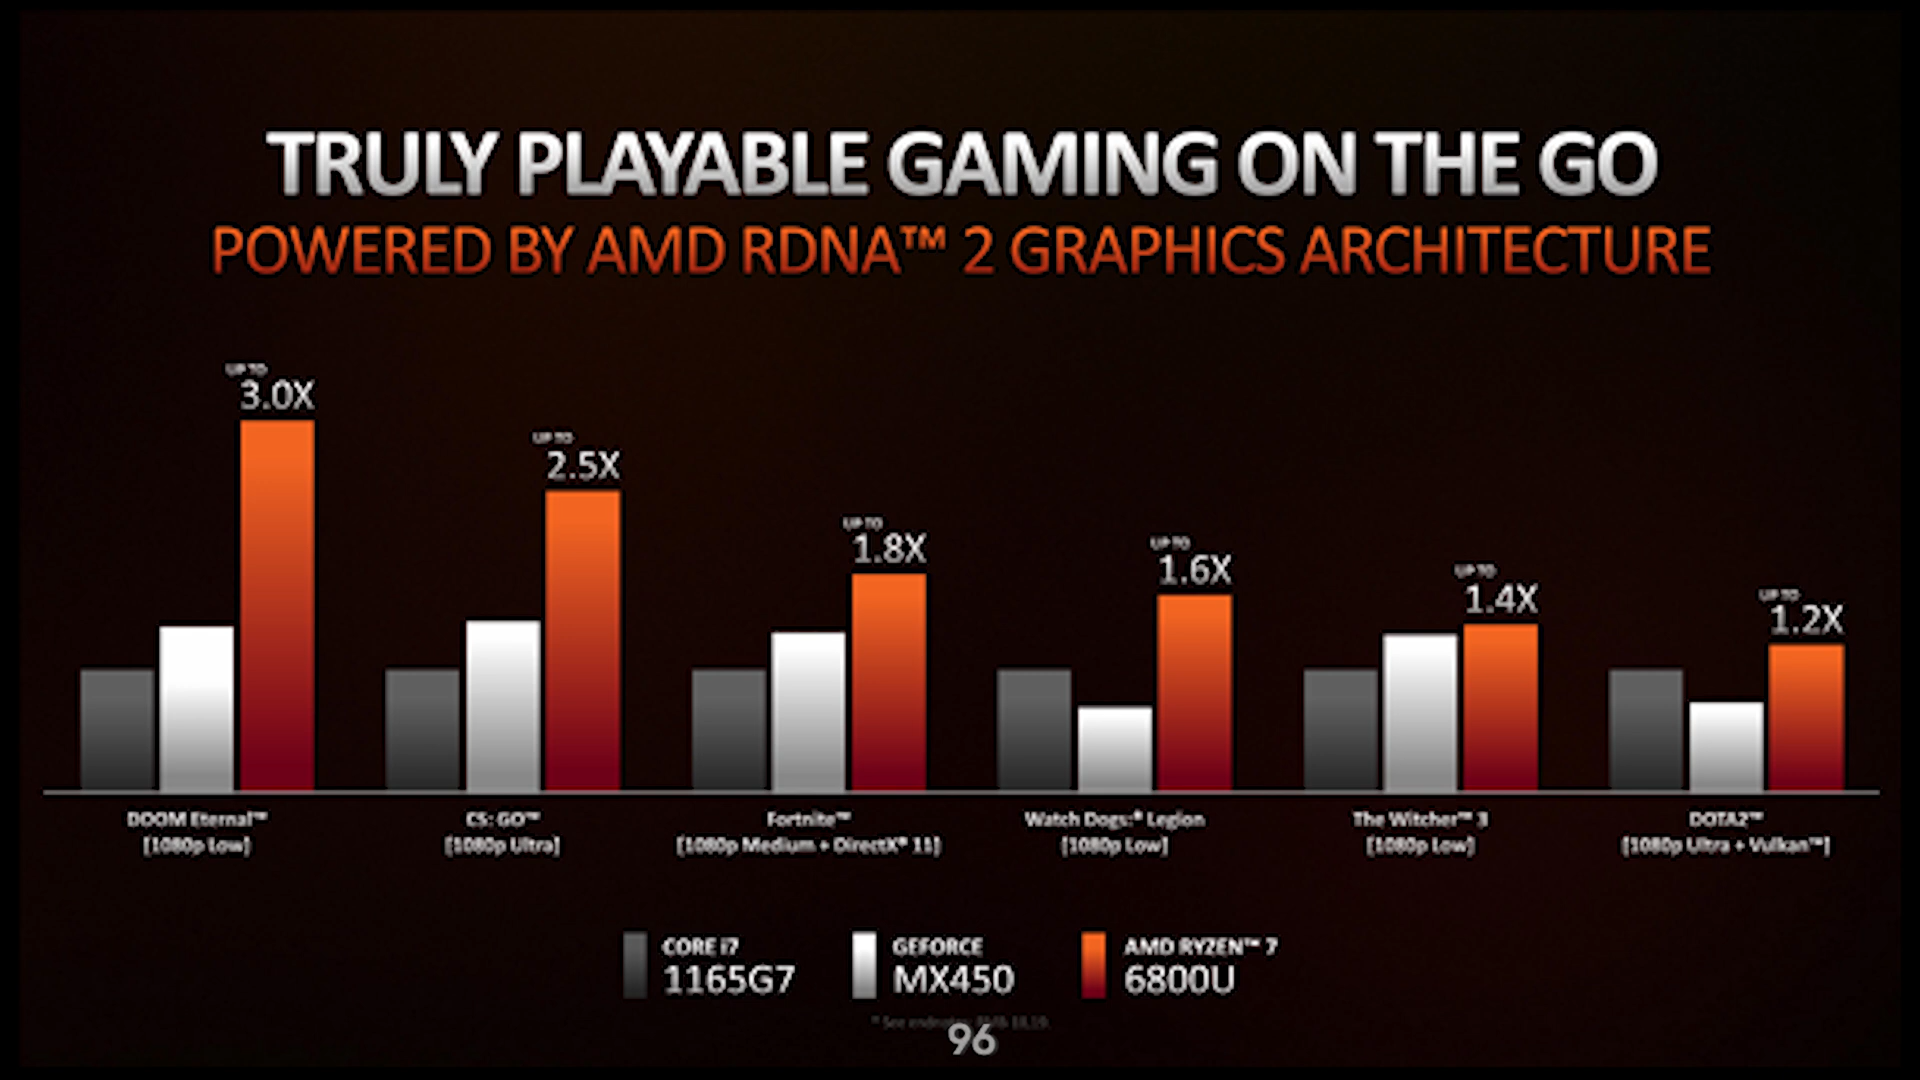 TRULY PLAYABLE GAMING ON THE GO
POWERED BY AMD RDNA™ 2 GRAPHICS ARCHITECTURE
UP TO
3.0X
UP TO
2.5X
UP TO
1.8X
UP TO
1.6X
UP TO
1.4X
UP TO
1.2X
DOOM Eternal™
[1080p Low]
CS: GO™
[1080p Ultra]
Fortnite™
[1080p Medium + DirectX® 11]
Watch Dogs:® Legion
[1080p Low]
The Witcher™ 3
[1080p Low]
DOTA2™
[1080p Ultra + Vulkan™]
CORE i7
1165G7
GEFORCE
MX450
AMD RYZEN™ 7
6800U
* See endnotes
96